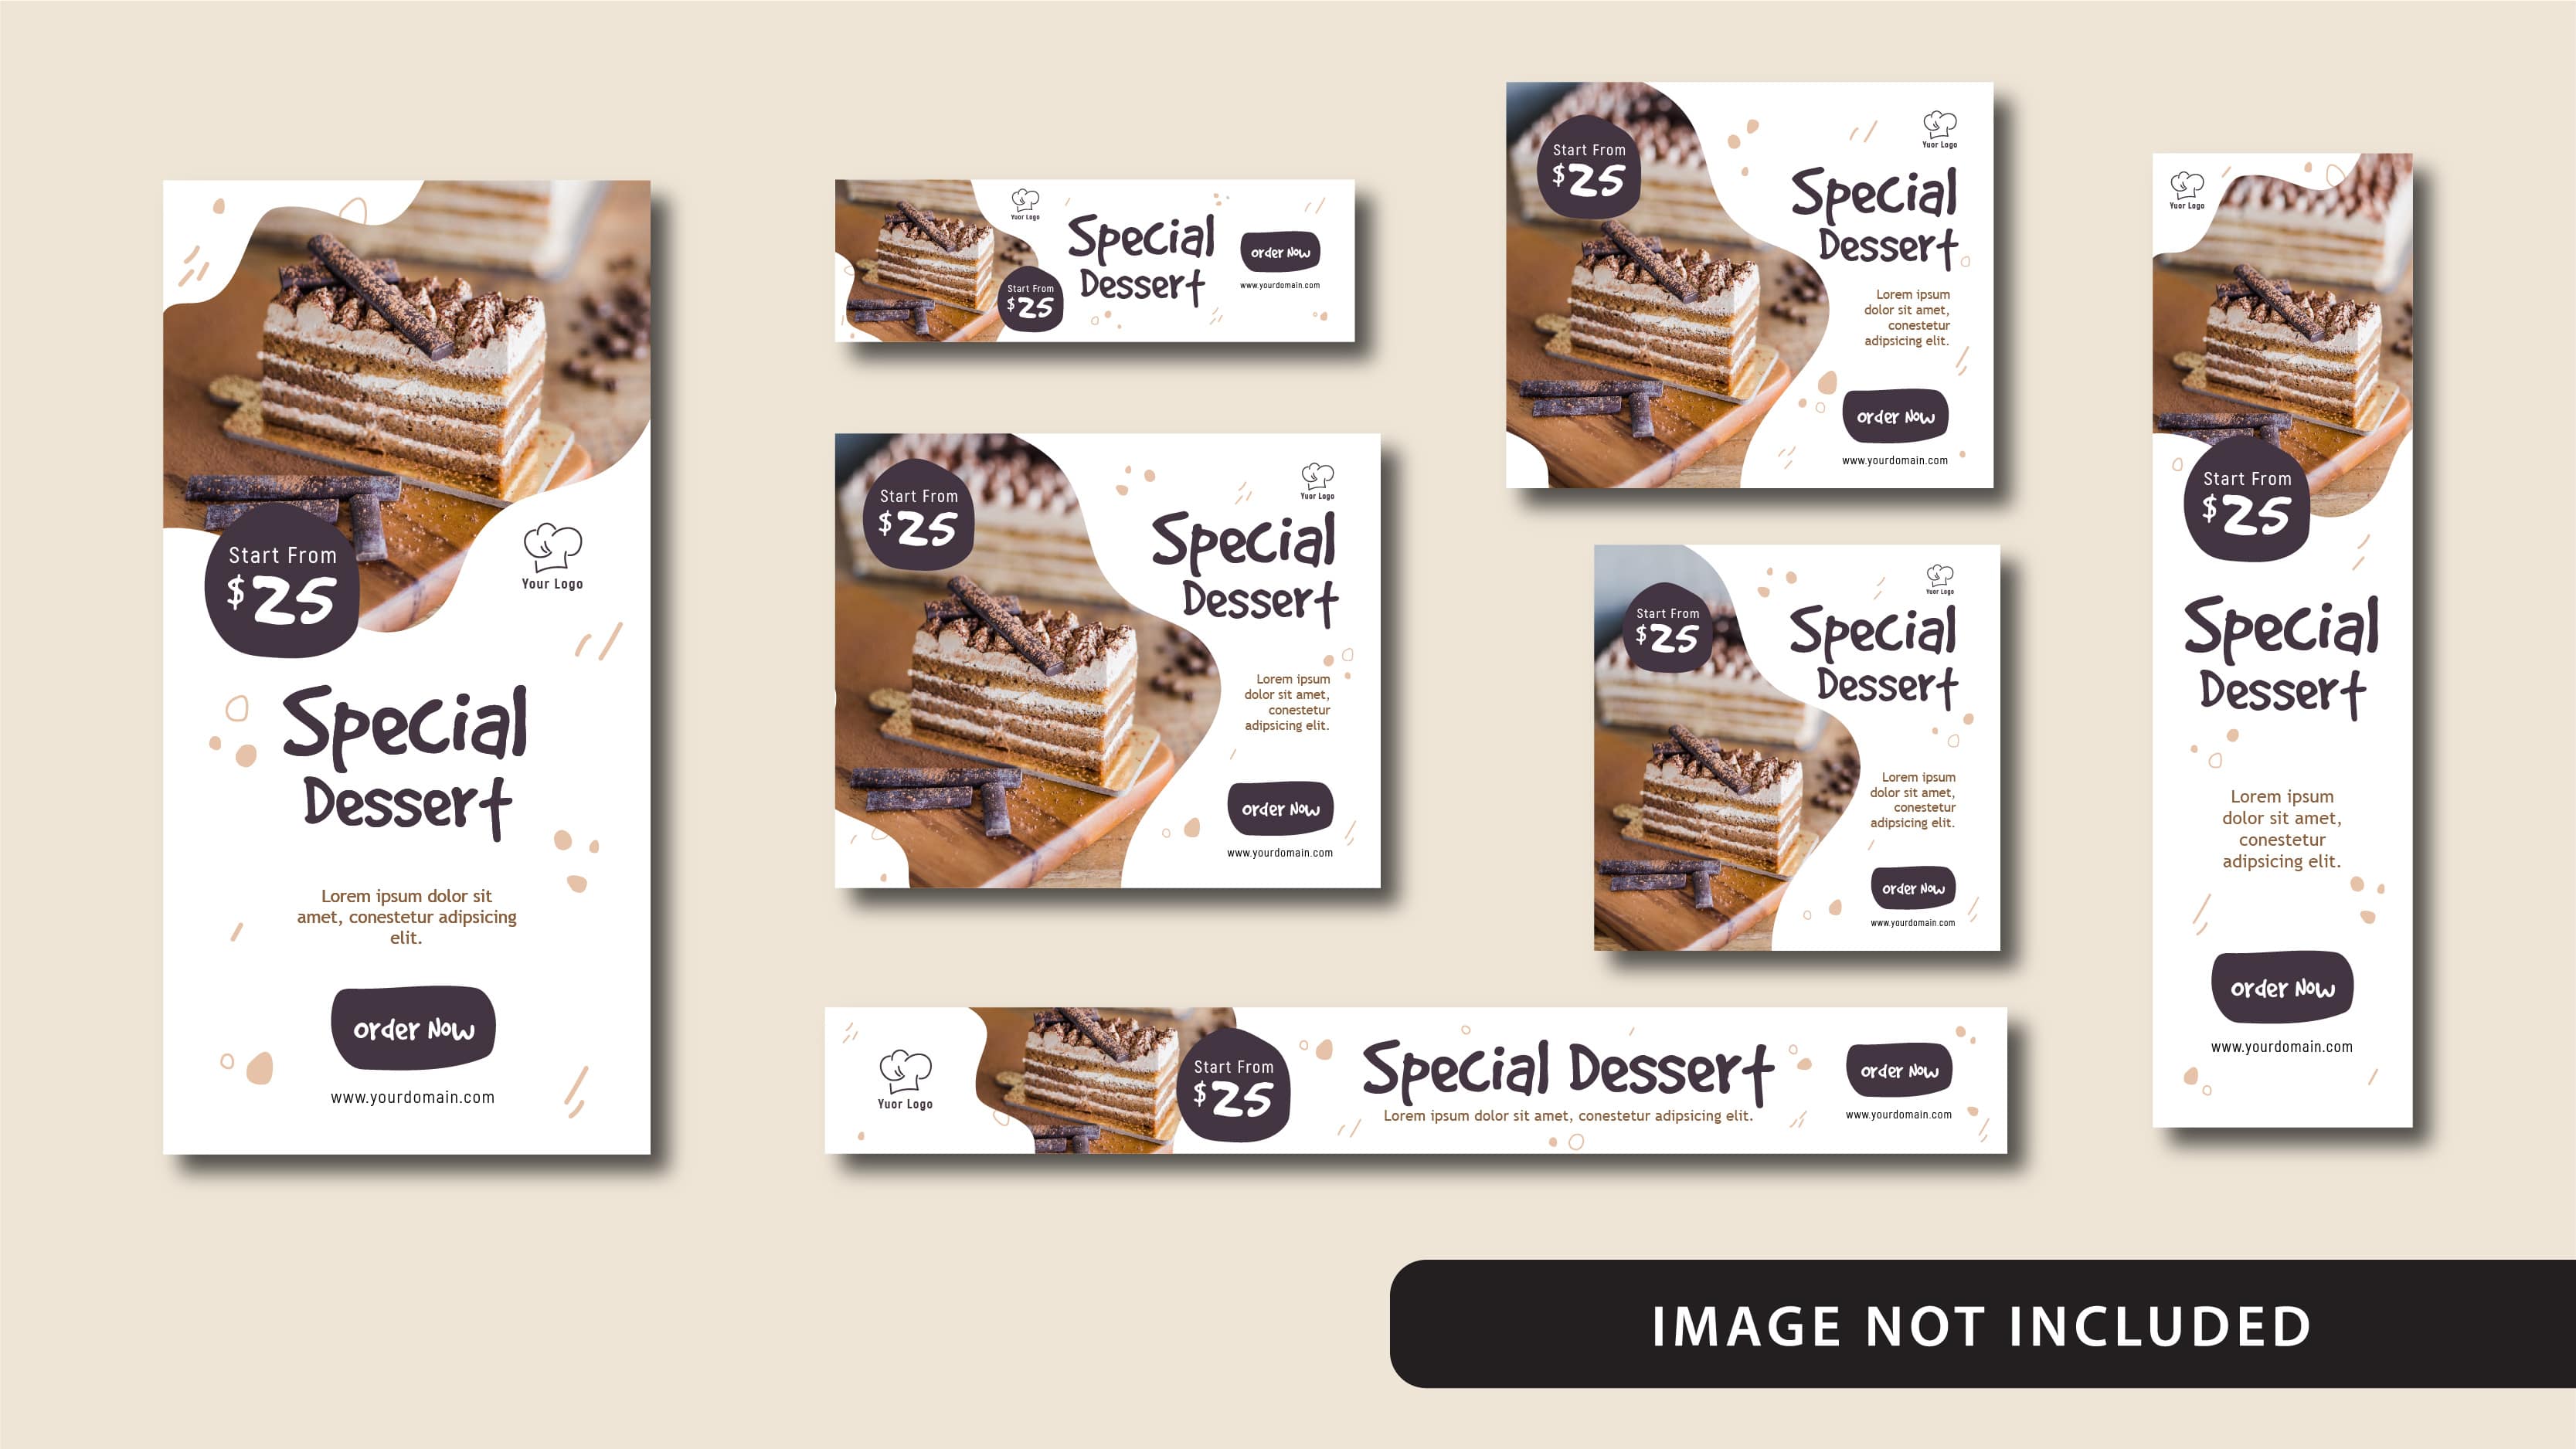 Start From
$25
Your Logo
Special
Dessert
Lorem ipsum dolor sit
amet, conestetur adipsicing
elit.
order Now
www.yourdomain.com
Yuor Logo
Start From
$25
Special
Dessert
order Now
www.yourdomain.com
Start From
$25
Yuor Logo
Special
Dessert
Lorem ipsum
dolor sit amet,
conestetur
adipsicing elit.
order Now
www.yourdomain.com
Start From
$25
Yuor Logo
Special
Dessert
Lorem ipsum
dolor sit amet,
conestetur
adipsicing elit.
order Now
www.yourdomain.com
Start From
$25
Yuor Logo
Special
Dessert
Lorem ipsum
dolor sit amet,
conestetur
adipsicing elit.
order Now
www.yourdomain.com
Yuor Logo
Start From
$25
Special Dessert
Lorem ipsum dolor sit amet, conestetur adipsicing elit.
order Now
www.yourdomain.com
Yuor Logo
Start From
$25
Special
Dessert
Lorem ipsum
dolor sit amet,
conestetur
adipsicing elit.
order Now
www.yourdomain.com
IMAGE NOT INCLUDED